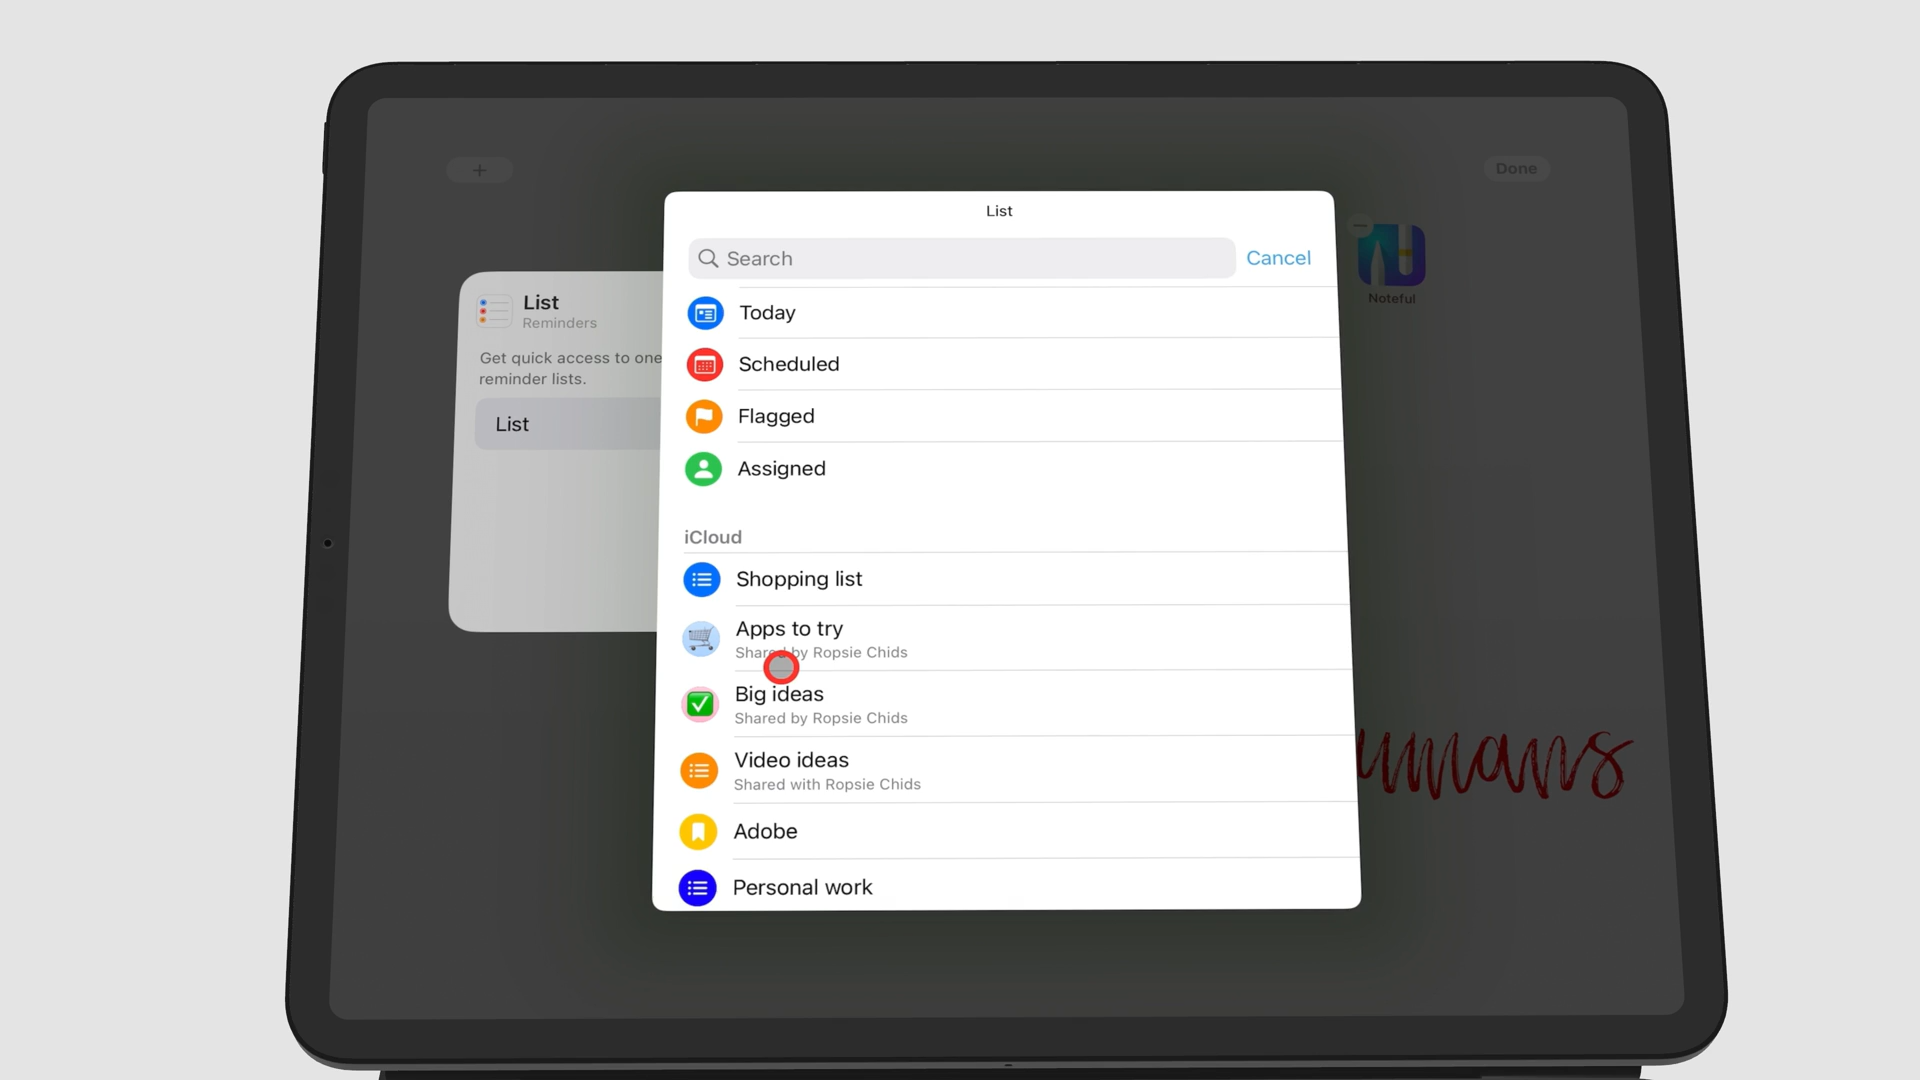 +
Done
List
Search
Cancel
Noteful
List
Reminders
Get quick access to one
reminder lists.
List
Today
Scheduled
Flagged
Assigned
iCloud
Shopping list
Apps to try
Shared by Ropsie Chids
Big ideas
Shared by Ropsie Chids
Video ideas
Shared with Ropsie Chids
Adobe
Personal work
umans